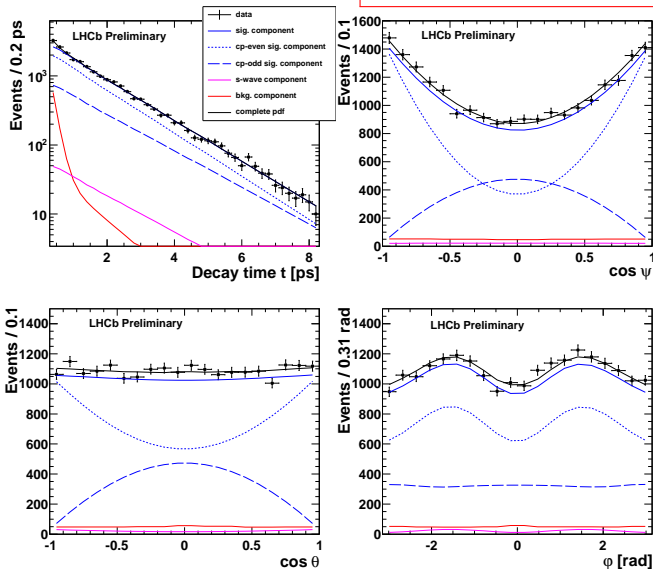 LHCb Preliminary
data
sig. component
cp-even sig. component
cp-odd sig. component
s-wave component
bkg. component
complete pdf
Events / 0.2 ps
10³
10²
10
2 4 6 8
Decay time t [ps]
LHCb Preliminary
Events / 0.1
1600
1400
1200
1000
800
600
400
200
0
-1 -0.5 0 0.5 1
cos ψ
LHCb Preliminary
Events / 0.1
1400
1200
1000
800
600
400
200
0
-1 -0.5 0 0.5 1
cos θ
LHCb Preliminary
Events / 0.31 rad
1400
1200
1000
800
600
400
200
0
-2 0 2
φ [rad]